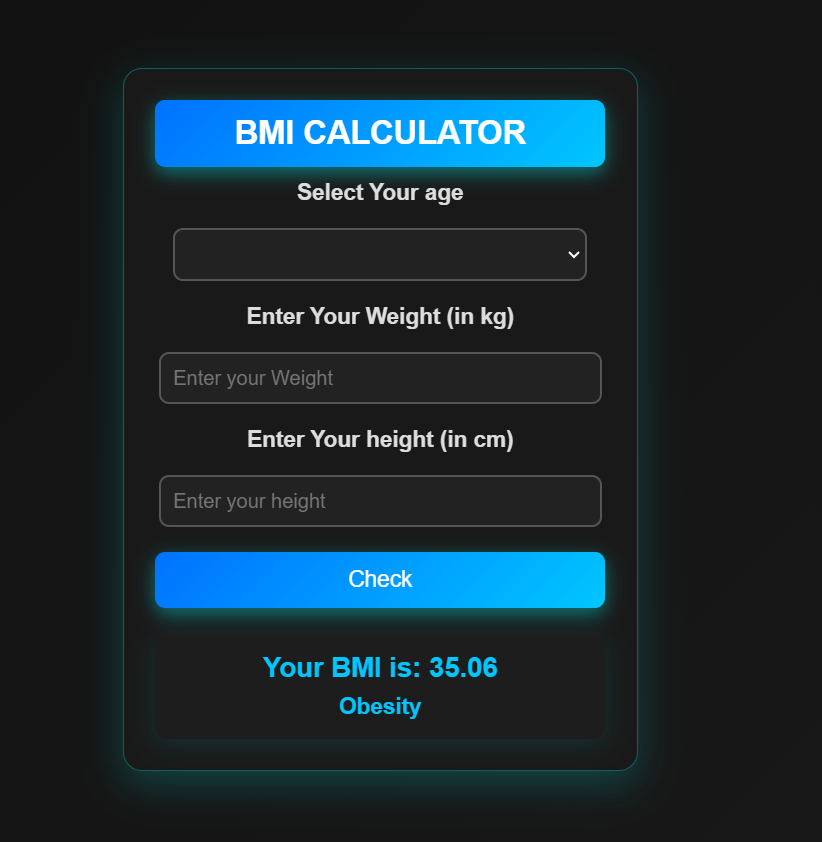 BMI CALCULATOR
Select Your age
Enter Your Weight (in kg)
Enter your Weight
Enter Your height (in cm)
Enter your height
Check
Your BMI is: 35.06
Obesity